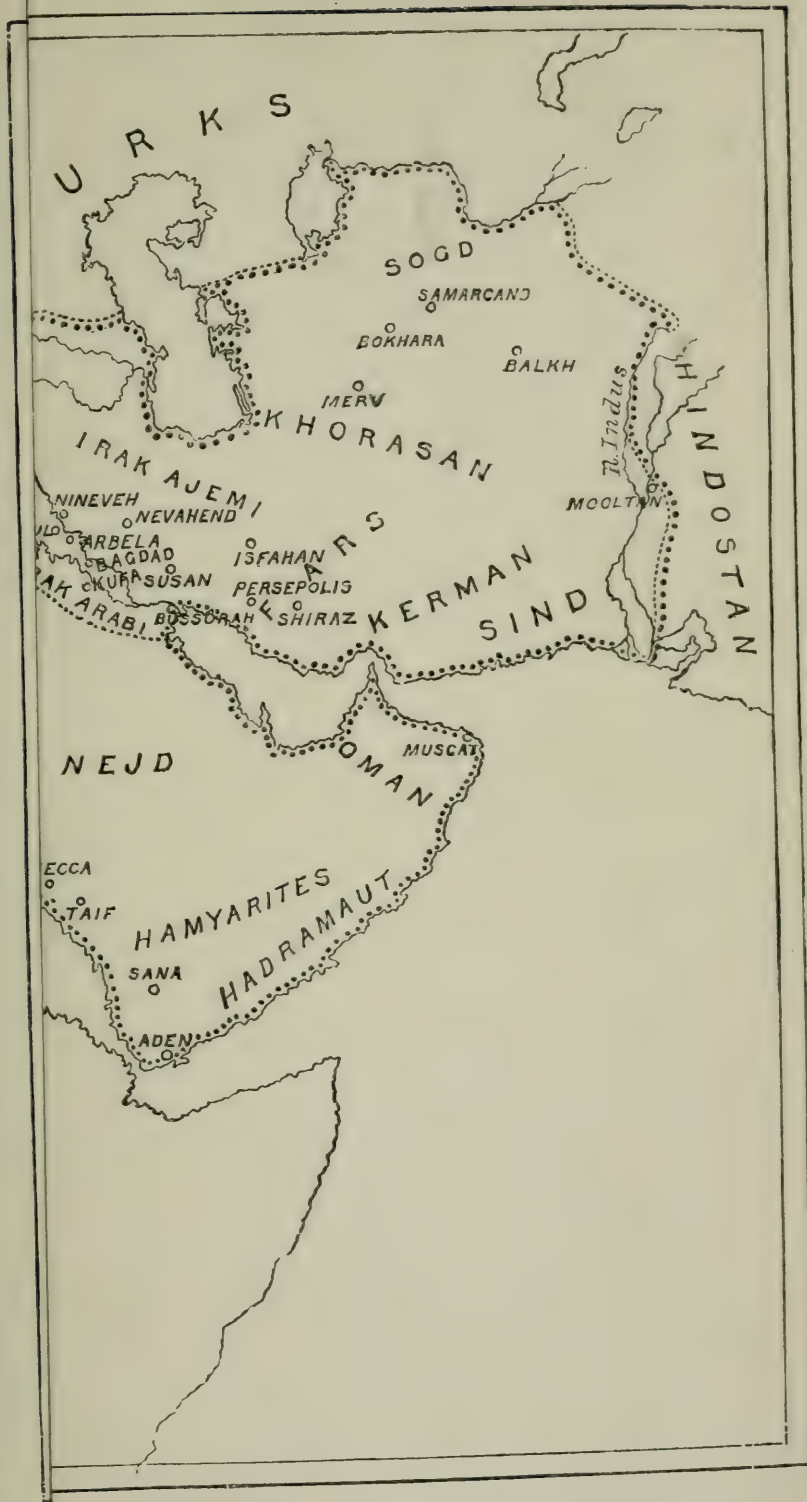 URKS
SOGD
SAMARCAND
BOKHARA
BALKH
MERV
KHORASAN
HINDOSTAN
R. Indus
MOOLTAN
IRAK AJEMI
NINEVEH
NEVAHEND
ARBELA
BAGDAD
ISFAHAN
KUFA
SUSAN
PERSEPOLIS
FARS
AK ARABI
BUSSORAH
SHIRAZ
KERMAN
SIND
NEJD
OMAN
MUSCAT
ECCA
TAIF
HAMYARITES
HADRAMAUT
SANA
ADEN